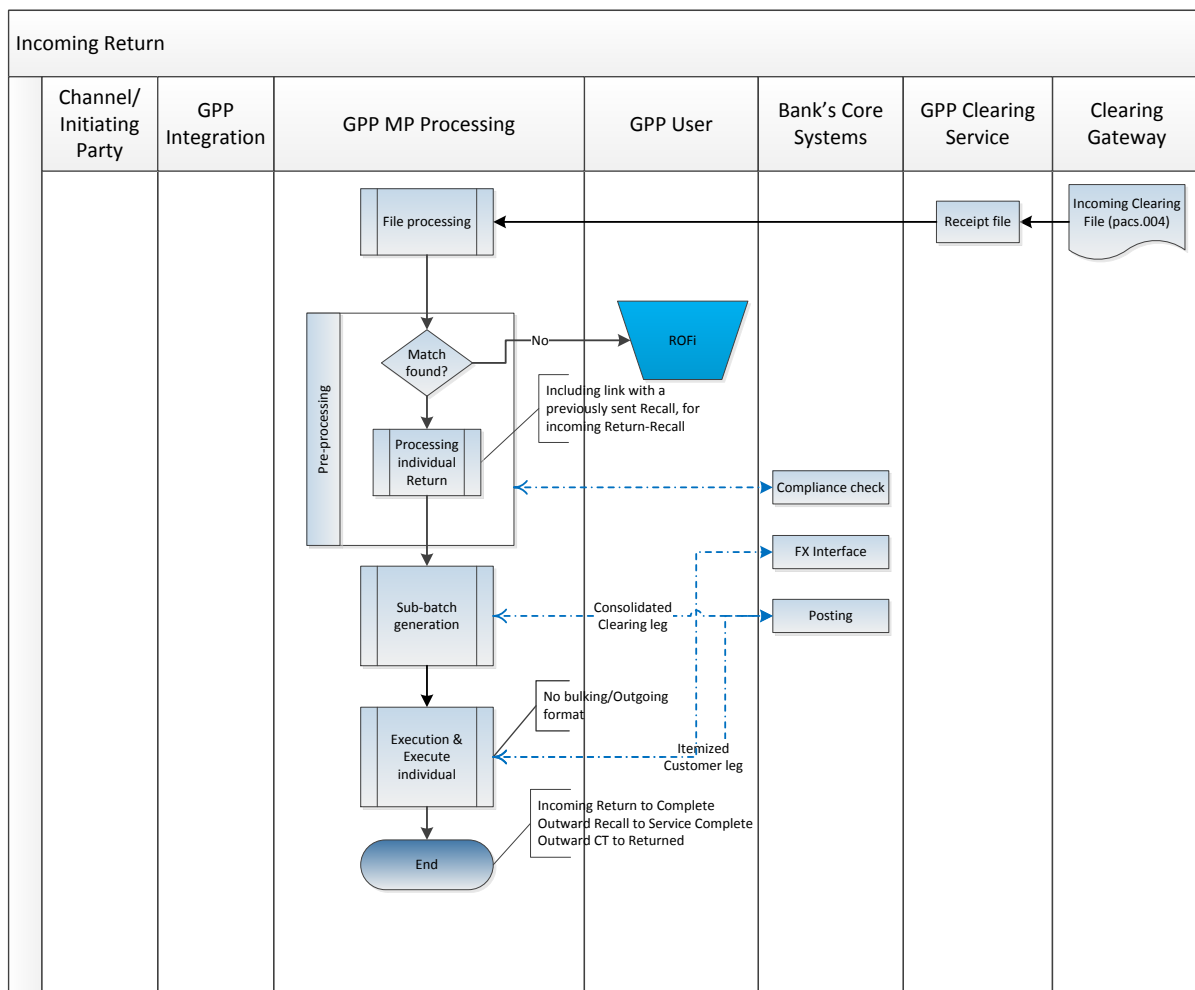 Incoming Return
Channel/
Initiating
Party
GPP
Integration
GPP MP Processing
GPP User
Bank's Core
Systems
GPP Clearing
Service
Clearing
Gateway
File processing
Receipt file
Incoming Clearing
File (pacs.004)
Pre-processing
Match
found?
No
ROFi
Including link with a
previously sent Recall, for
incoming Return-Recall
Processing
individual
Return
Compliance check
FX Interface
Sub-batch
generation
Consolidated
Clearing leg
Posting
No bulking/Outgoing
format
Execution &
Execute
individual
Itemized
Customer leg
Incoming Return to Complete
Outward Recall to Service Complete
Outward CT to Returned
End